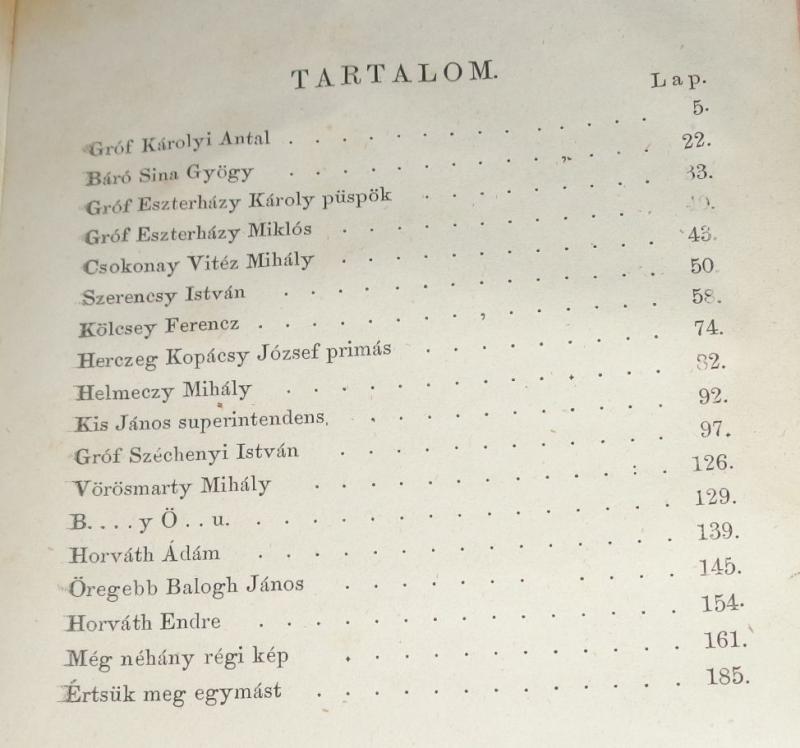 TARTALOM.
Lap.
Gróf Károlyi Antal . . . . . . . . . . . . . . 5.
Báró Sina Gyögy . . . . . . . . . . . . . . 22.
Gróf Eszterházy Károly püspök . . . . . . . . . 33.
Gróf Eszterházy Miklós . . . . . . . . . . . .
Csokonay Vitéz Mihály . . . . . . . . . . . . 43.
Szerencsy István . . . . . . . . . . . . . . 50
Kölcsey Ferencz . . . . . . . . . . . . . . . 58.
Herczeg Kopácsy József primás . . . . . . . . . 74.
Helmeczy Mihály . . . . . . . . . . . . . . 82.
Kis János superintendens, . . . . . . . . . . . 92.
Gróf Széchenyi István . . . . . . . . . . . . 97.
Vörösmarty Mihály . . . . . . . . . . . . . 126.
B. . . . y Ö . . u. . . . . . . . . . . . . . . . 129.
Horváth Ádám . . . . . . . . . . . . . . . 139.
Öregebb Balogh János . . . . . . . . . . . . 145.
Horváth Endre . . . . . . . . . . . . . . . 154.
Még néhány régi kép . . . . . . . . . . . . 161.
Értsük meg egymást . . . . . . . . . . . . . 185.